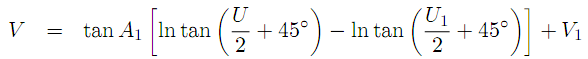 V = tan A₁ [ln tan (U/2 + 45°) − ln tan (U₁/2 + 45°)] + V₁